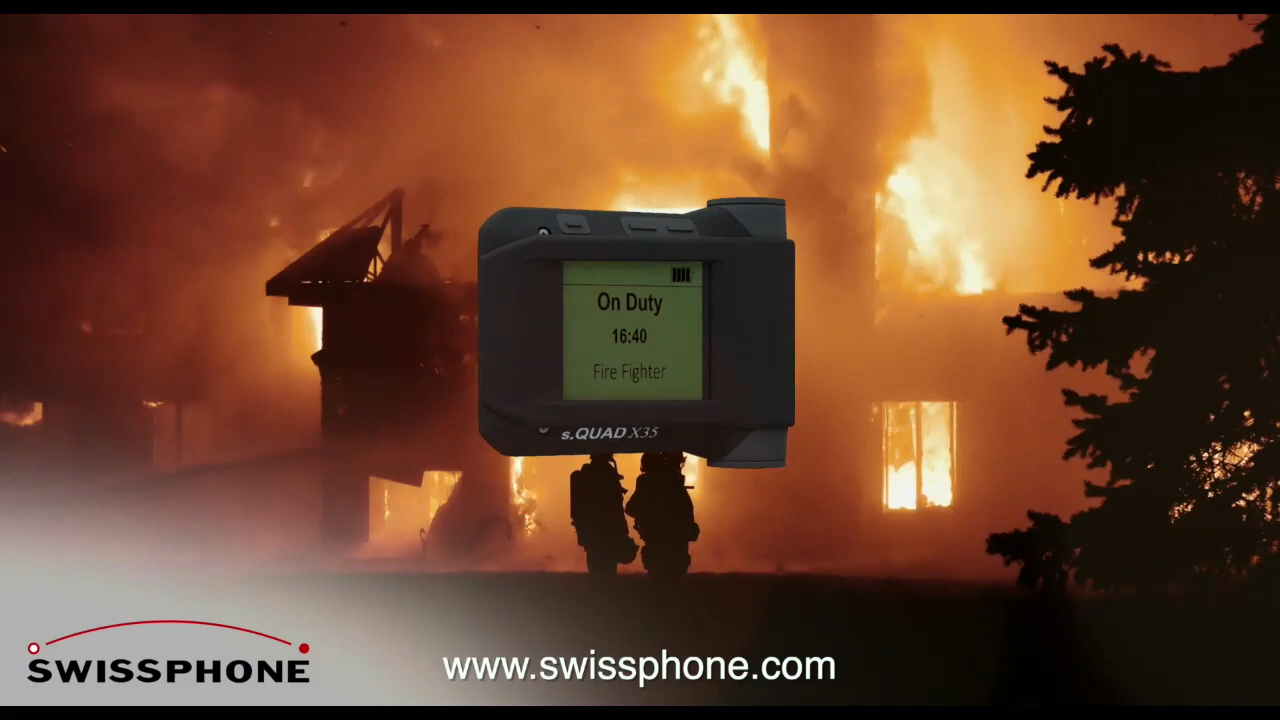 On Duty
16:40
Fire Fighter
s.QUAD X35
SWISSPHONE
www.swissphone.com